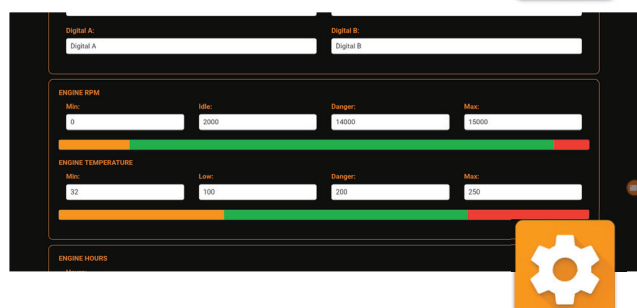 Digital A: Digital B:
Digital A Digital B
ENGINE RPM
Min: Idle: Danger: Max:
0 2000 14000 15000
ENGINE TEMPERATURE
Min: Low: Danger: Max:
32 100 200 250
ENGINE HOURS